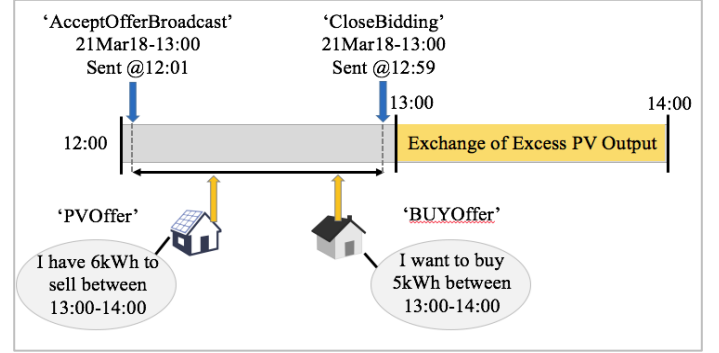 ‘AcceptOfferBroadcast’
21Mar18-13:00
Sent @12:01
‘CloseBidding’
21Mar18-13:00
Sent @12:59
13:00
14:00
12:00
Exchange of Excess PV Output
‘PVOffer’
‘BUYOffer’
I have 6kWh to
sell between
13:00-14:00
I want to buy
5kWh between
13:00-14:00